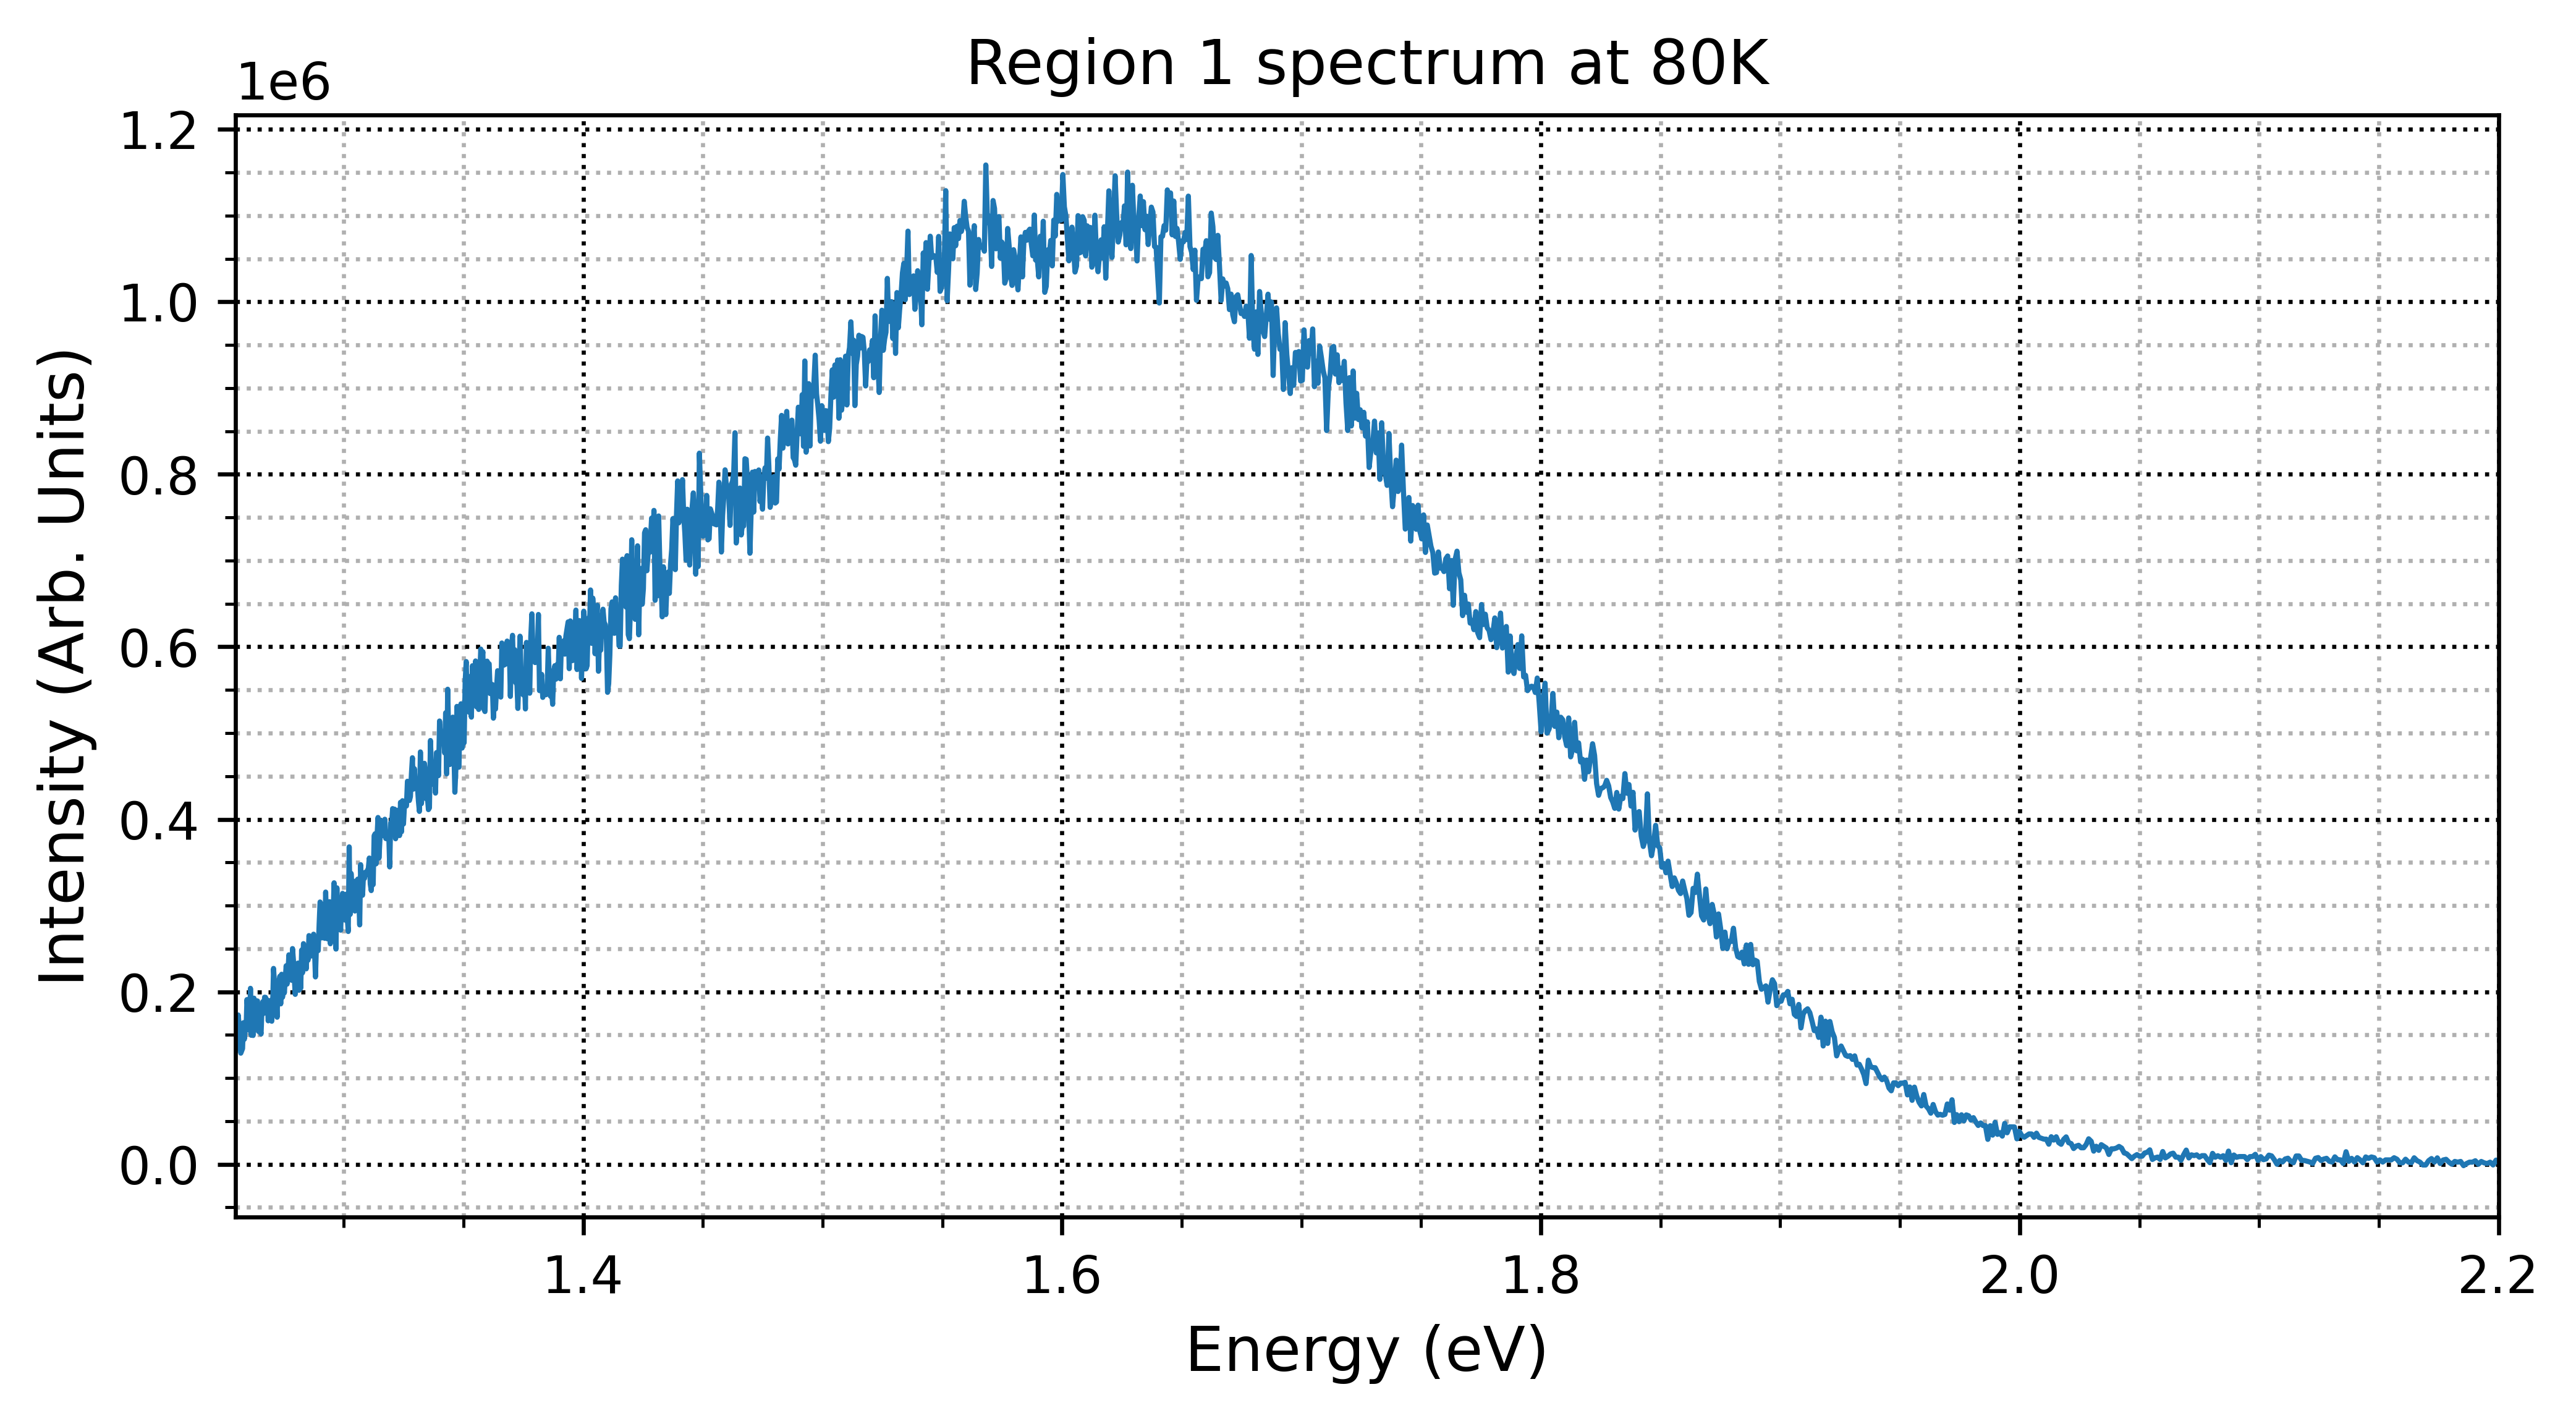 Region 1 spectrum at 80K
1e6
1.2
1.0
0.8
0.6
0.4
0.2
0.0
Intensity (Arb. Units)
1.4 1.6 1.8 2.0 2.2
Energy (eV)